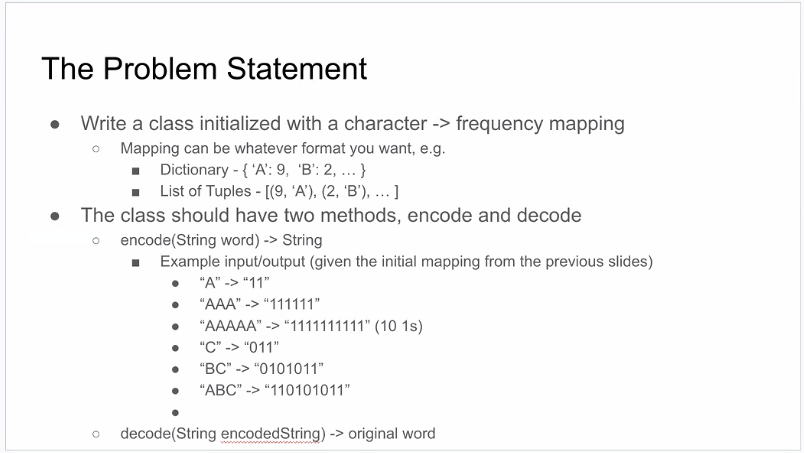 The Problem Statement
● Write a class initialized with a character -> frequency mapping
○ Mapping can be whatever format you want, e.g.
■ Dictionary - { ‘A’: 9, ‘B’: 2, … }
■ List of Tuples - [(9, ‘A’), (2, ‘B’), … ]
● The class should have two methods, encode and decode
○ encode(String word) -> String
■ Example input/output (given the initial mapping from the previous slides)
● “A” -> “11”
● “AAA” -> “111111”
● “AAAAA” -> “1111111111” (10 1s)
● “C” -> “011”
● “BC” -> “0101011”
● “ABC” -> “110101011”
●
○ decode(String encodedString) -> original word